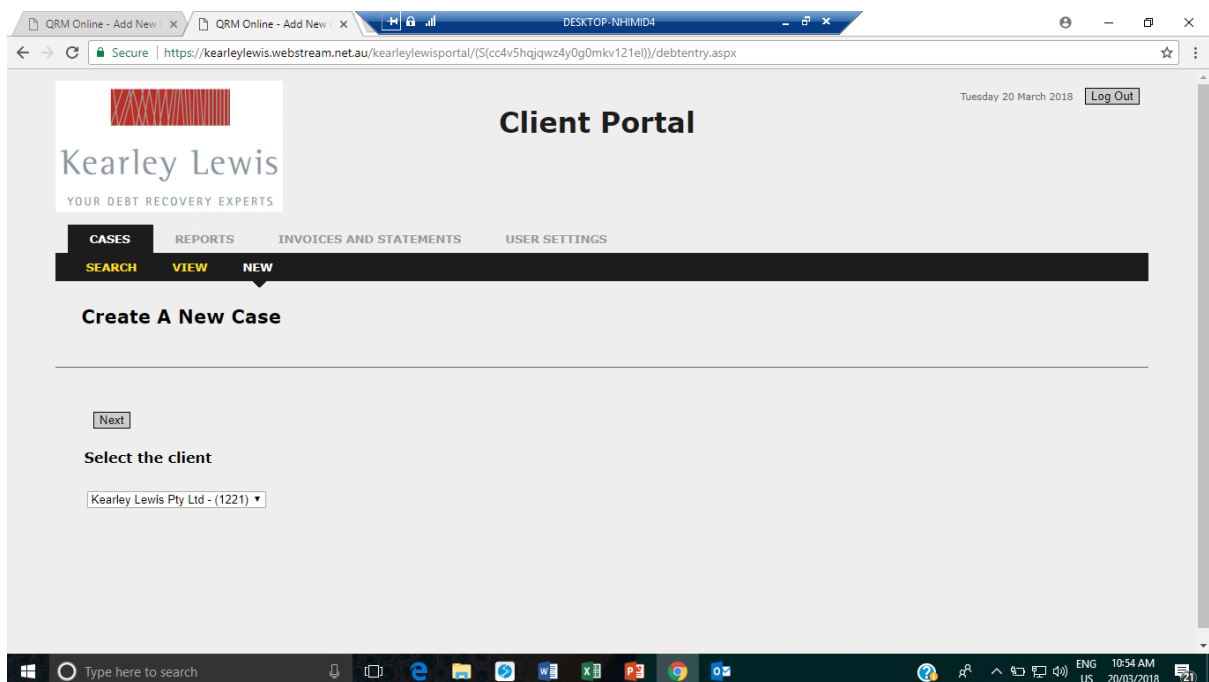 QRM Online - Add New
QRM Online - Add New
DESKTOP-NHIMID4
Secure | https://kearleylewis.webstream.net.au/kearleylewisportal/(S(cc4v5hqjqwz4y0g0mkv121el))/debtentry.aspx
Tuesday 20 March 2018 Log Out
Client Portal
Kearley Lewis
YOUR DEBT RECOVERY EXPERTS
CASES REPORTS INVOICES AND STATEMENTS USER SETTINGS
SEARCH VIEW NEW
Create A New Case
Next
Select the client
Kearley Lewis Pty Ltd - (1221)
Type here to search
ENG 10:54 AM
US 20/03/2018
21